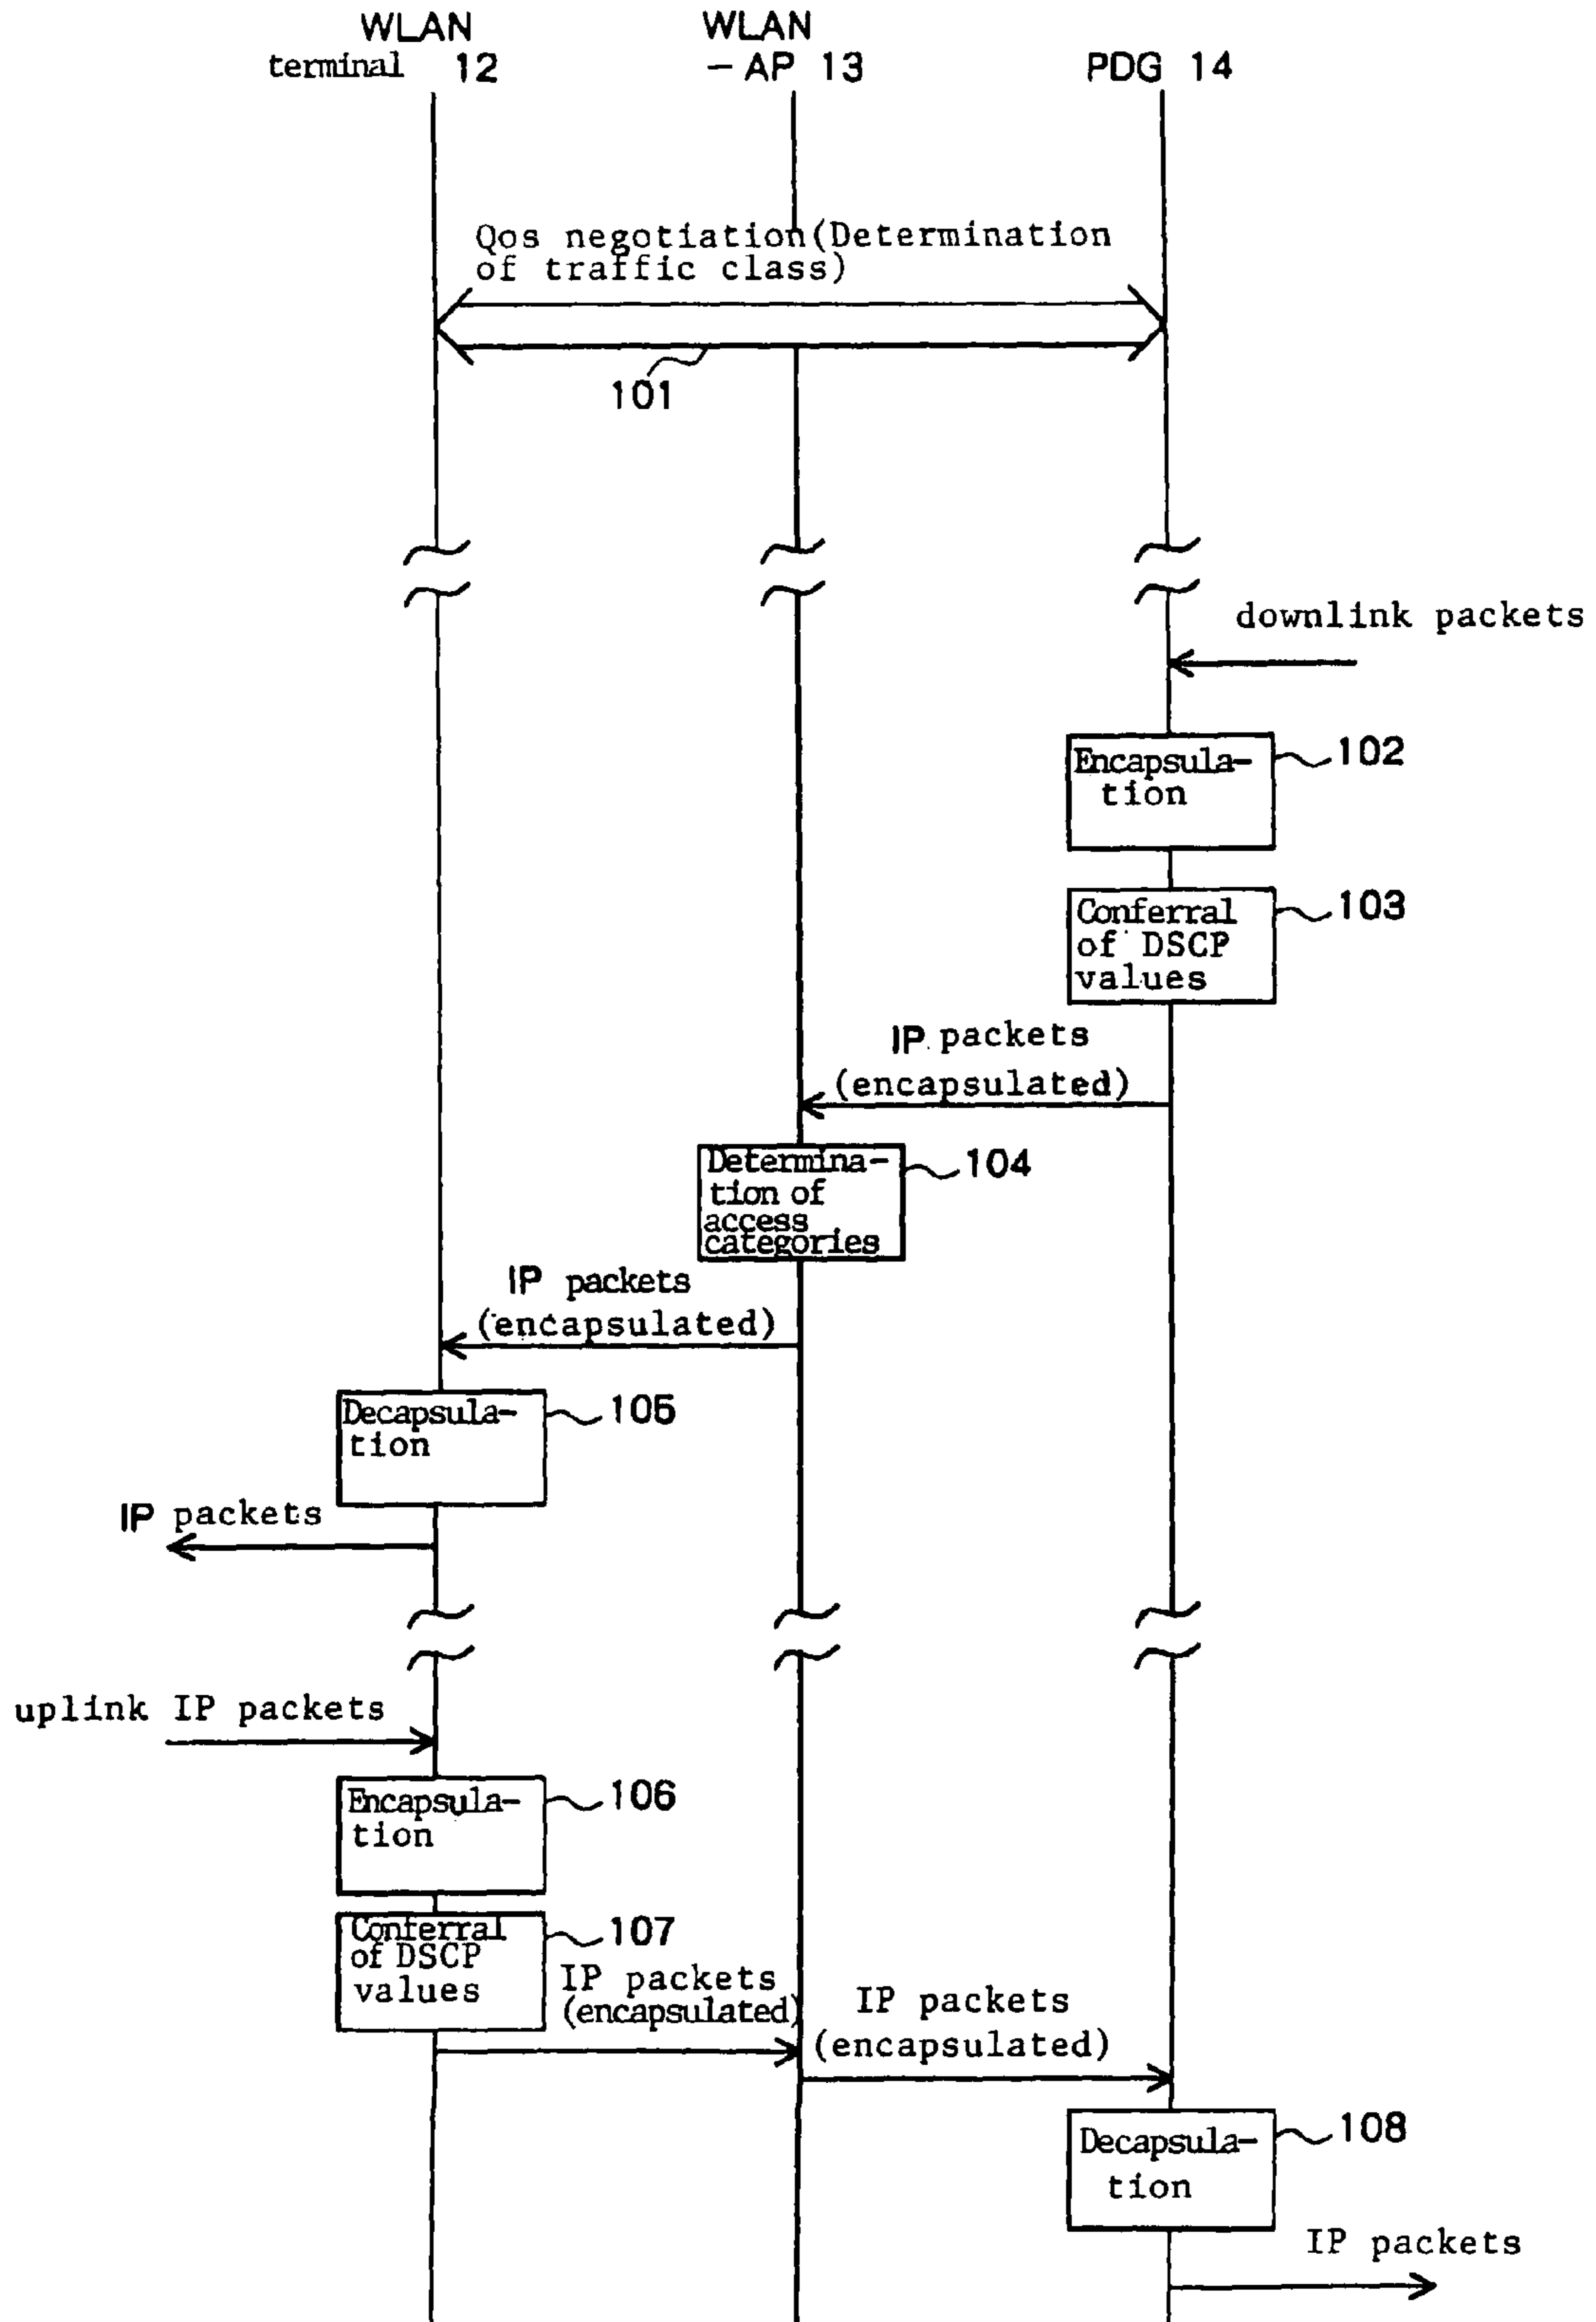 WLAN
terminal 12
WLAN
-AP 13
PDG 14
Qos negotiation(Determination
of traffic class)
101
downlink packets
Encapsula-
tion
102
Conferral
of DSCP
values
103
IP packets
(encapsulated)
Determina-
tion of
access
categories
104
IP packets
(encapsulated)
Decapsula-
tion
105
IP packets
uplink IP packets
Encapsula-
tion
106
Conferral
of DSCP
values
107
IP packets
(encapsulated)
IP packets
(encapsulated)
Decapsula-
tion
108
IP packets